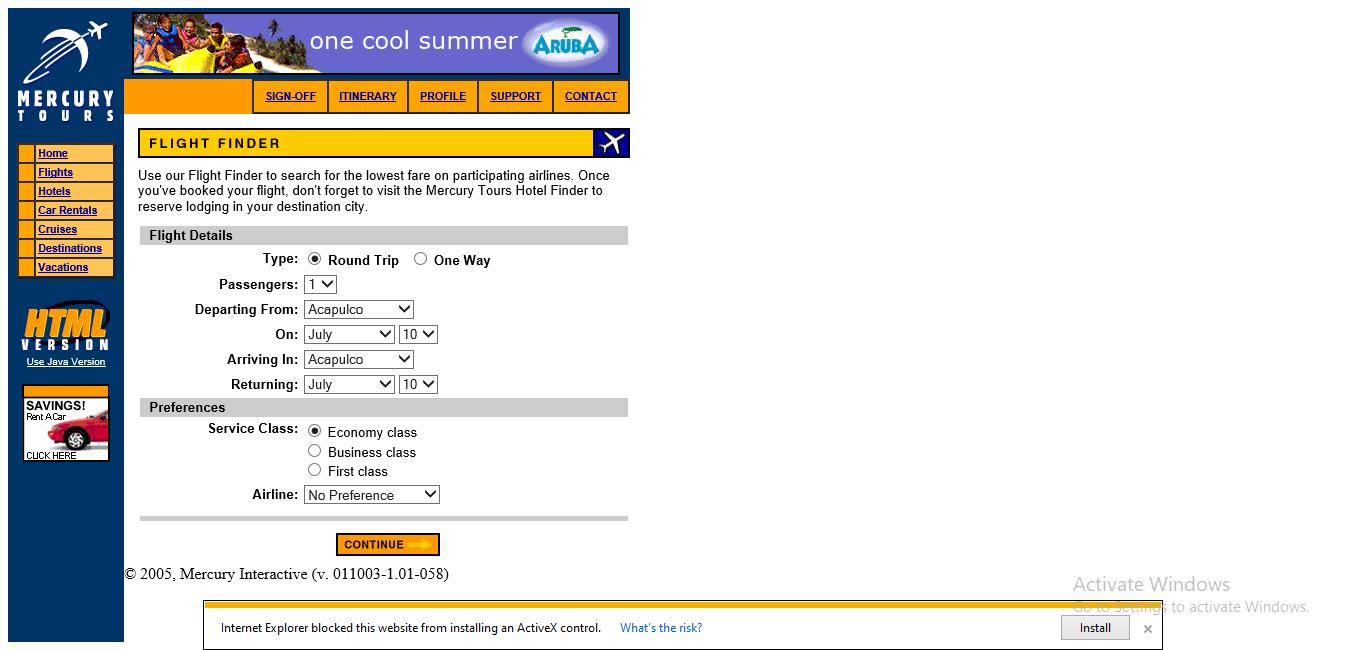 one cool summer ARUBA
MERCURY
TOURS
SIGN-OFF ITINERARY PROFILE SUPPORT CONTACT
Home
Flights
Hotels
Car Rentals
Cruises
Destinations
Vacations
HTML
VERSION
Use Java Version
SAVINGS!
Rent A Car
CLICK HERE
FLIGHT FINDER
Use our Flight Finder to search for the lowest fare on participating airlines. Once
you've booked your flight, don't forget to visit the Mercury Tours Hotel Finder to
reserve lodging in your destination city.
Flight Details
Type: Round Trip One Way
Passengers: 1
Departing From: Acapulco
On: July 10
Arriving In: Acapulco
Returning: July 10
Preferences
Service Class: Economy class
Business class
First class
Airline: No Preference
CONTINUE
© 2005, Mercury Interactive (v. 011003-1.01-058)
Activate Windows
Go to Settings to activate Windows.
Internet Explorer blocked this website from installing an ActiveX control. What's the risk? Install ×